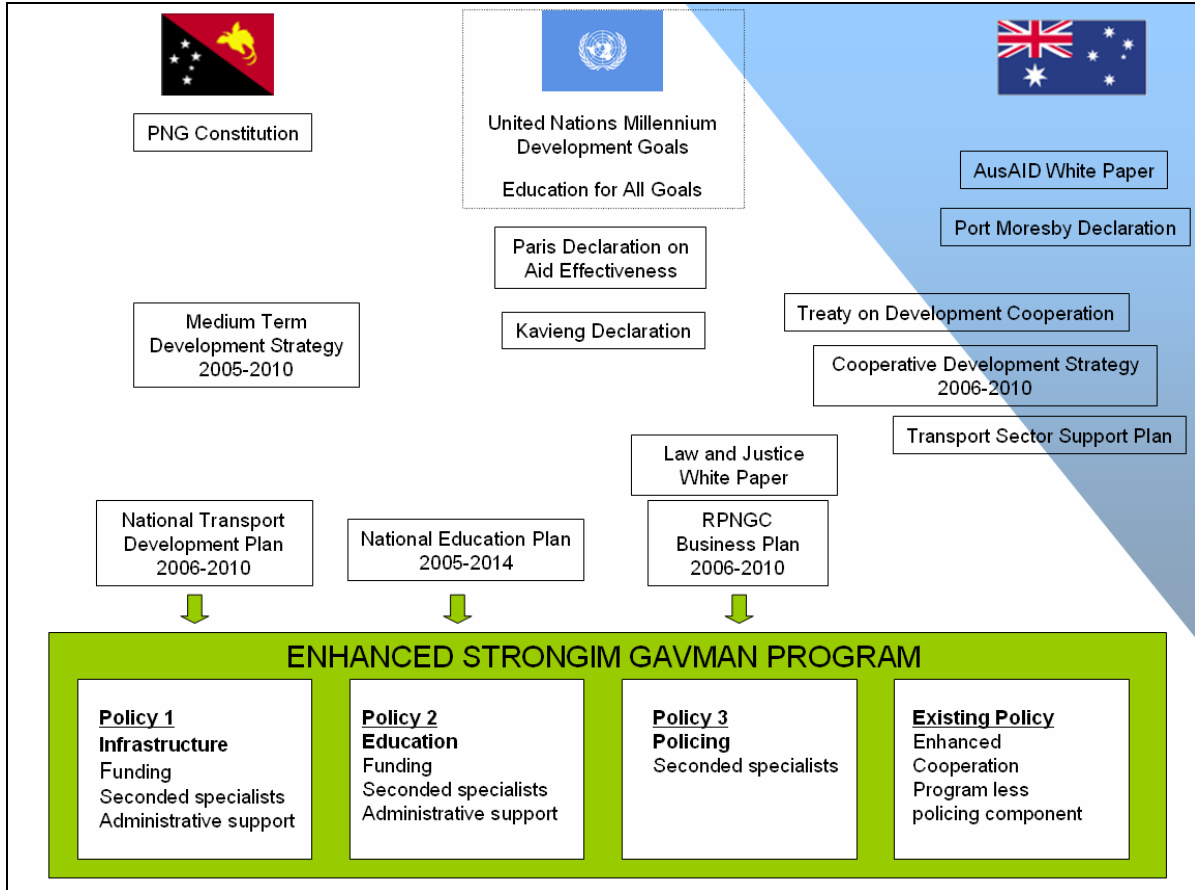 PNG Constitution
United Nations Millennium
Development Goals
Education for All Goals
AusAID White Paper
Port Moresby Declaration
Paris Declaration on
Aid Effectiveness
Kavieng Declaration
Medium Term
Development Strategy
2005-2010
Treaty on Development Cooperation
Cooperative Development Strategy
2006-2010
Transport Sector Support Plan
Law and Justice
White Paper
National Transport
Development Plan
2006-2010
National Education Plan
2005-2014
RPNGC
Business Plan
2006-2010
ENHANCED STRONGIM GAVMAN PROGRAM
Policy 1
Infrastructure
Funding
Seconded specialists
Administrative support
Policy 2
Education
Funding
Seconded specialists
Administrative support
Policy 3
Policing
Seconded specialists
Existing Policy
Enhanced
Cooperation
Program less
policing component